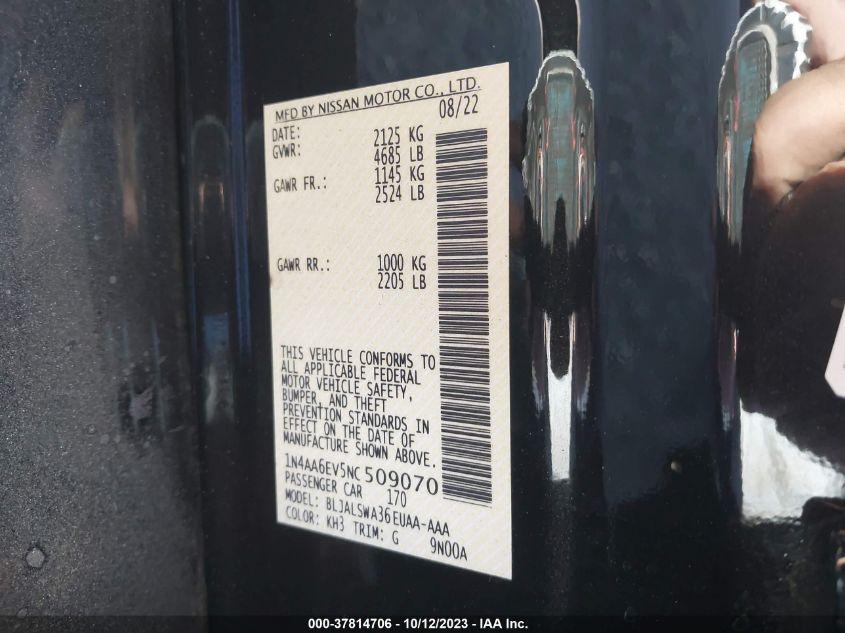 MFD BY NISSAN MOTOR CO., LTD.
DATE: 08/22
GVWR: 2125 KG
4685 LB
GAWR FR.: 1145 KG
2524 LB
GAWR RR.: 1000 KG
2205 LB
THIS VEHICLE CONFORMS TO
ALL APPLICABLE FEDERAL
MOTOR VEHICLE SAFETY,
BUMPER, AND THEFT
PREVENTION STANDARDS IN
EFFECT ON THE DATE OF
MANUFACTURE SHOWN ABOVE.
1N4AA6EV5NC509070
PASSENGER CAR 170
MODEL: BLJALSWA36EUAA-AAA
COLOR: KH3 TRIM: G 9N00A
000-37814706 - 10/12/2023 - IAA Inc.